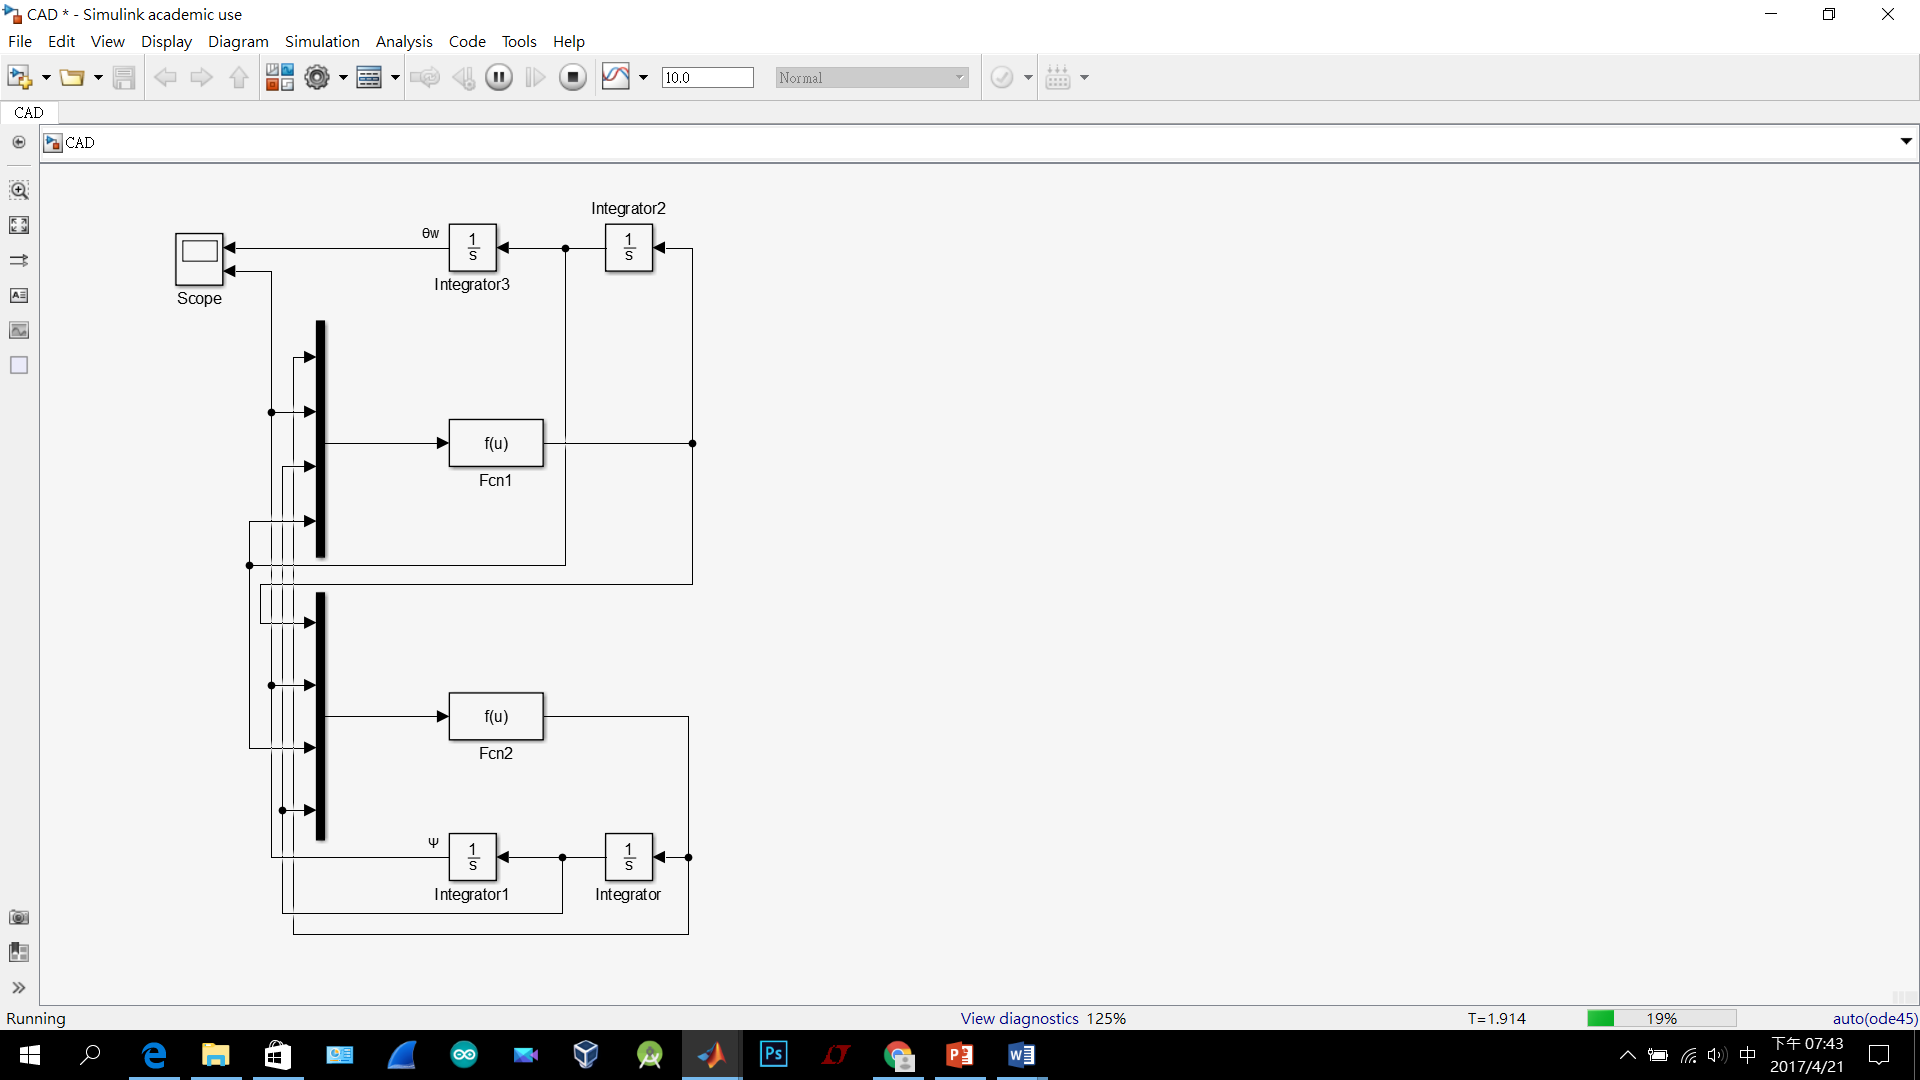 CAD * - Simulink academic use
File Edit View Display Diagram Simulation Analysis Code Tools Help
10.0 Normal
CAD
CAD
Integrator2
θw
1
s
1
s
Integrator3
Scope
f(u)
Fcn1
f(u)
Fcn2
Ψ
1
s
1
s
Integrator1 Integrator
Running View diagnostics 125% T=1.914 19% auto(ode45)
下午 07:43
中
2017/4/21